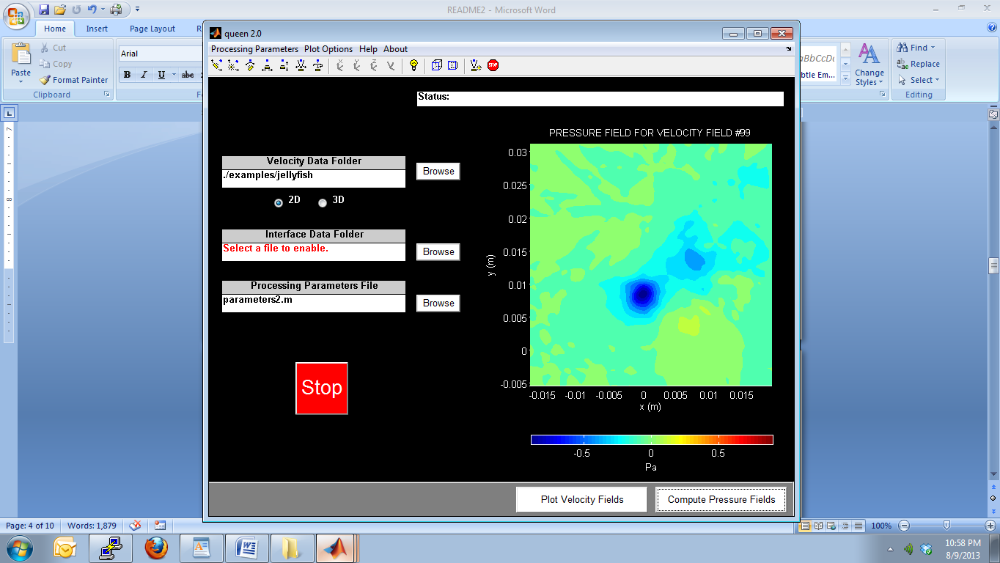 README2 - Microsoft Word
Home
Insert
Page Layout
R
Cut
Copy
Format Painter
Paste
Clipboard
Arial
B I U abc
F
AaBbCcDc
btle Em...
Change
Styles
Find
Replace
Select
Editing
queen 2.0
Processing Parameters Plot Options Help About
STOP
Status:
Velocity Data Folder
./examples/jellyfish
Browse
2D 3D
Interface Data Folder
Select a file to enable.
Browse
Processing Parameters File
parameters2.m
Browse
Stop
PRESSURE FIELD FOR VELOCITY FIELD #99
0.03
0.025
0.02
0.015
0.01
0.005
0
-0.005
y (m)
-0.015 -0.01 -0.005 0 0.005 0.01 0.015
x (m)
-0.5 0 0.5
Pa
Plot Velocity Fields
Compute Pressure Fields
L
7
8
Page: 4 of 10
Words: 1,879
100%
10:58 PM
8/9/2013